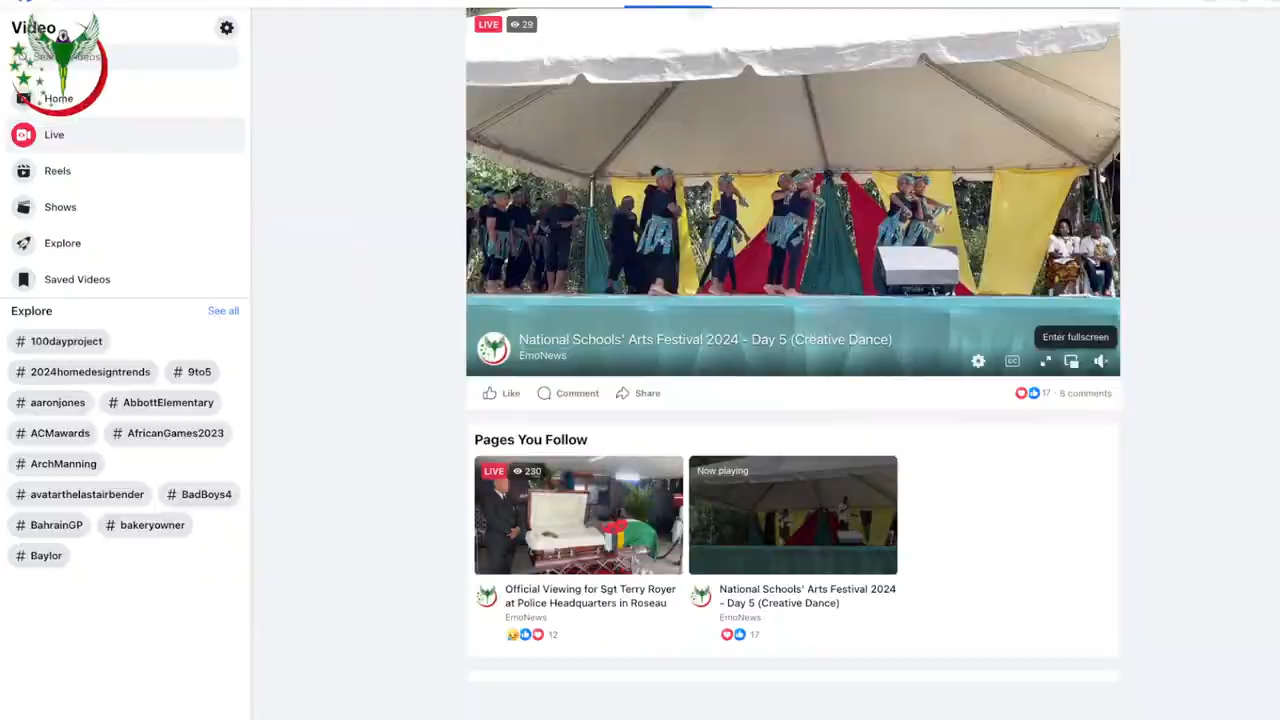 Video
Search videos
Home
Live
Reels
Shows
Explore
Saved Videos
Explore
See all
# 100dayproject
# 2024homedesigntrends
# 9to5
# aaronjones
# AbbottElementary
# ACMawards
# AfricanGames2023
# ArchManning
# avatarthelastairbender
# BadBoys4
# BahrainGP
# bakeryowner
# Baylor
LIVE
29
National Schools' Arts Festival 2024 - Day 5 (Creative Dance)
EmoNews
Enter fullscreen
CC
Like
Comment
Share
17 · 8 comments
Pages You Follow
LIVE
230
Official Viewing for Sgt Terry Royer
at Police Headquarters in Roseau
EmoNews
12
Now playing
National Schools' Arts Festival 2024
- Day 5 (Creative Dance)
EmoNews
17